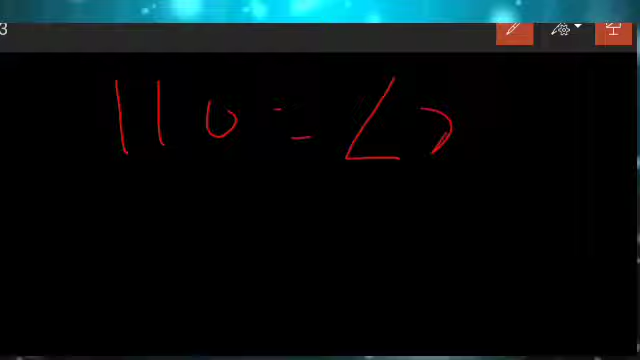 3
110 = ∠